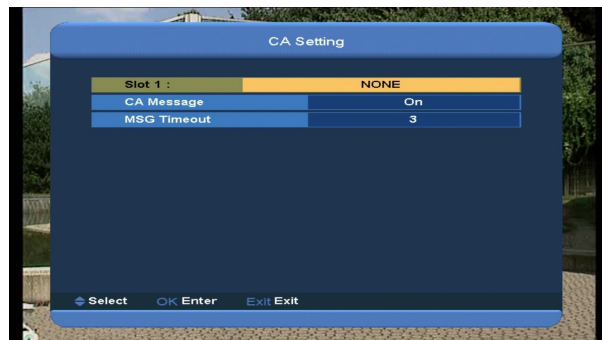 CA Setting
Slot 1 : NONE
CA Message On
MSG Timeout 3
Select OK Enter Exit Exit